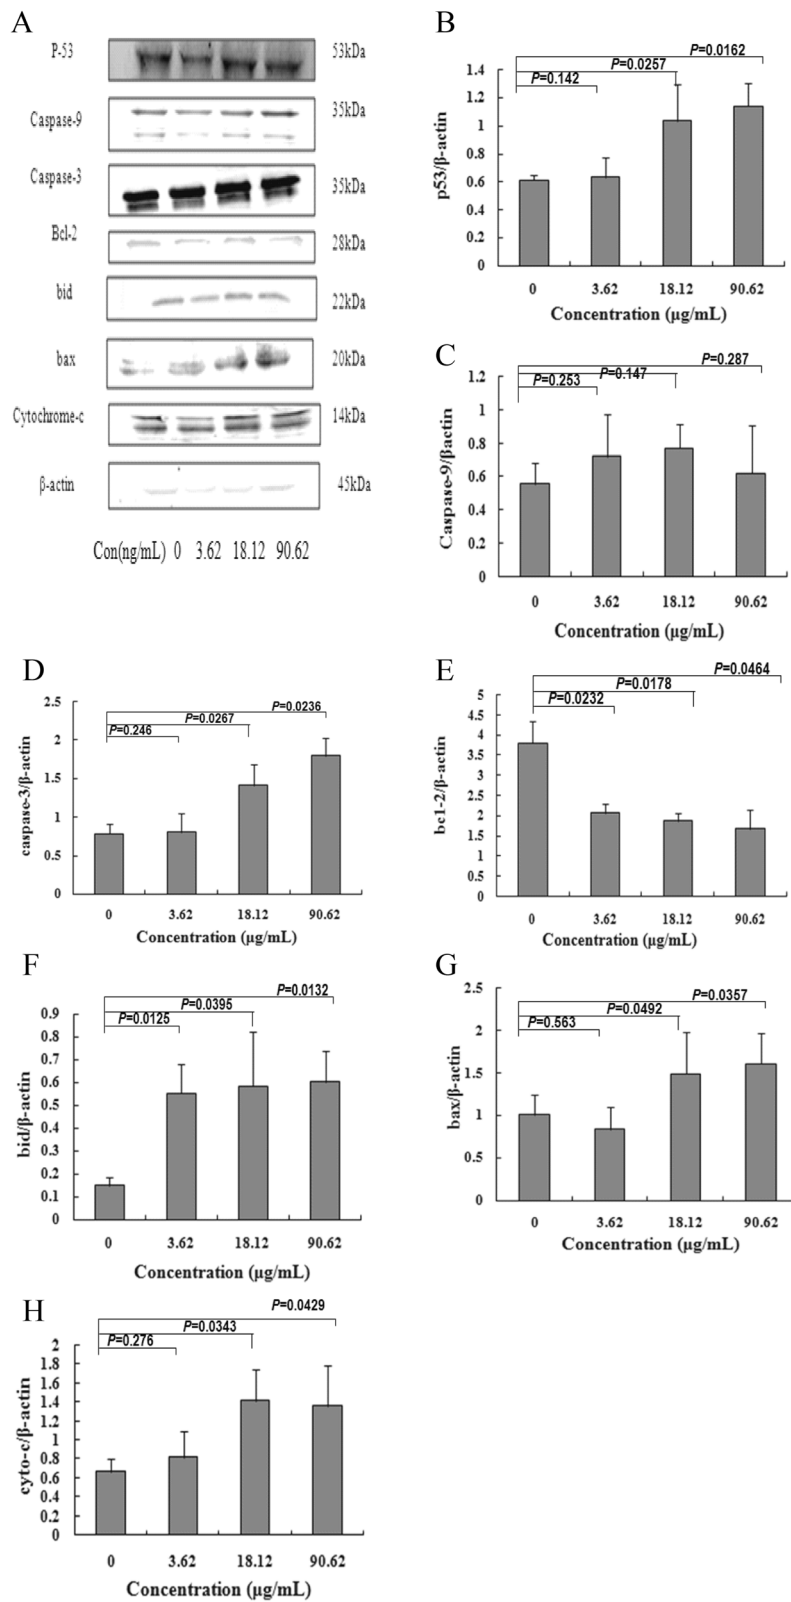 A
P-53 53kDa
Caspase-9 35kDa
Caspase-3 35kDa
Bcl-2 28kDa
bid 22kDa
bax 20kDa
Cytochrome-c 14kDa
β-actin 45kDa
Con(ng/mL) 0 3.62 18.12 90.62
B
P=0.0162
P=0.0257
P=0.142
p53/β-actin
1.4
1.2
1
0.8
0.6
0.4
0.2
0
0 3.62 18.12 90.62
Concentration (μg/mL)
C
P=0.287
P=0.147
P=0.253
Caspase-9/βactin
1.2
1
0.8
0.6
0.4
0.2
0
0 3.62 18.12 90.62
Concentration (μg/mL)
D
P=0.0236
P=0.0267
P=0.246
caspase-3/β-actin
2.5
2
1.5
1
0.5
0
0 3.62 18.12 90.62
Concentration (μg/mL)
E
P=0.0464
P=0.0178
P=0.0232
bc1-2/β-actin
5
4.5
4
3.5
3
2.5
2
1.5
1
0.5
0
0 3.62 18.12 90.62
Concentration (μg/mL)
F
P=0.0132
P=0.0395
P=0.0125
bid/β-actin
0.9
0.8
0.7
0.6
0.5
0.4
0.3
0.2
0.1
0
0 3.62 18.12 90.62
Concentration (μg/mL)
G
P=0.0357
P=0.0492
P=0.563
bax/β-actin
2.5
2
1.5
1
0.5
0
0 3.62 18.12 90.62
Concentration (μg/mL)
H
P=0.0429
P=0.0343
P=0.276
cyto-c/β-actin
2
1.8
1.6
1.4
1.2
1
0.8
0.6
0.4
0.2
0
0 3.62 18.12 90.62
Concentration (μg/mL)